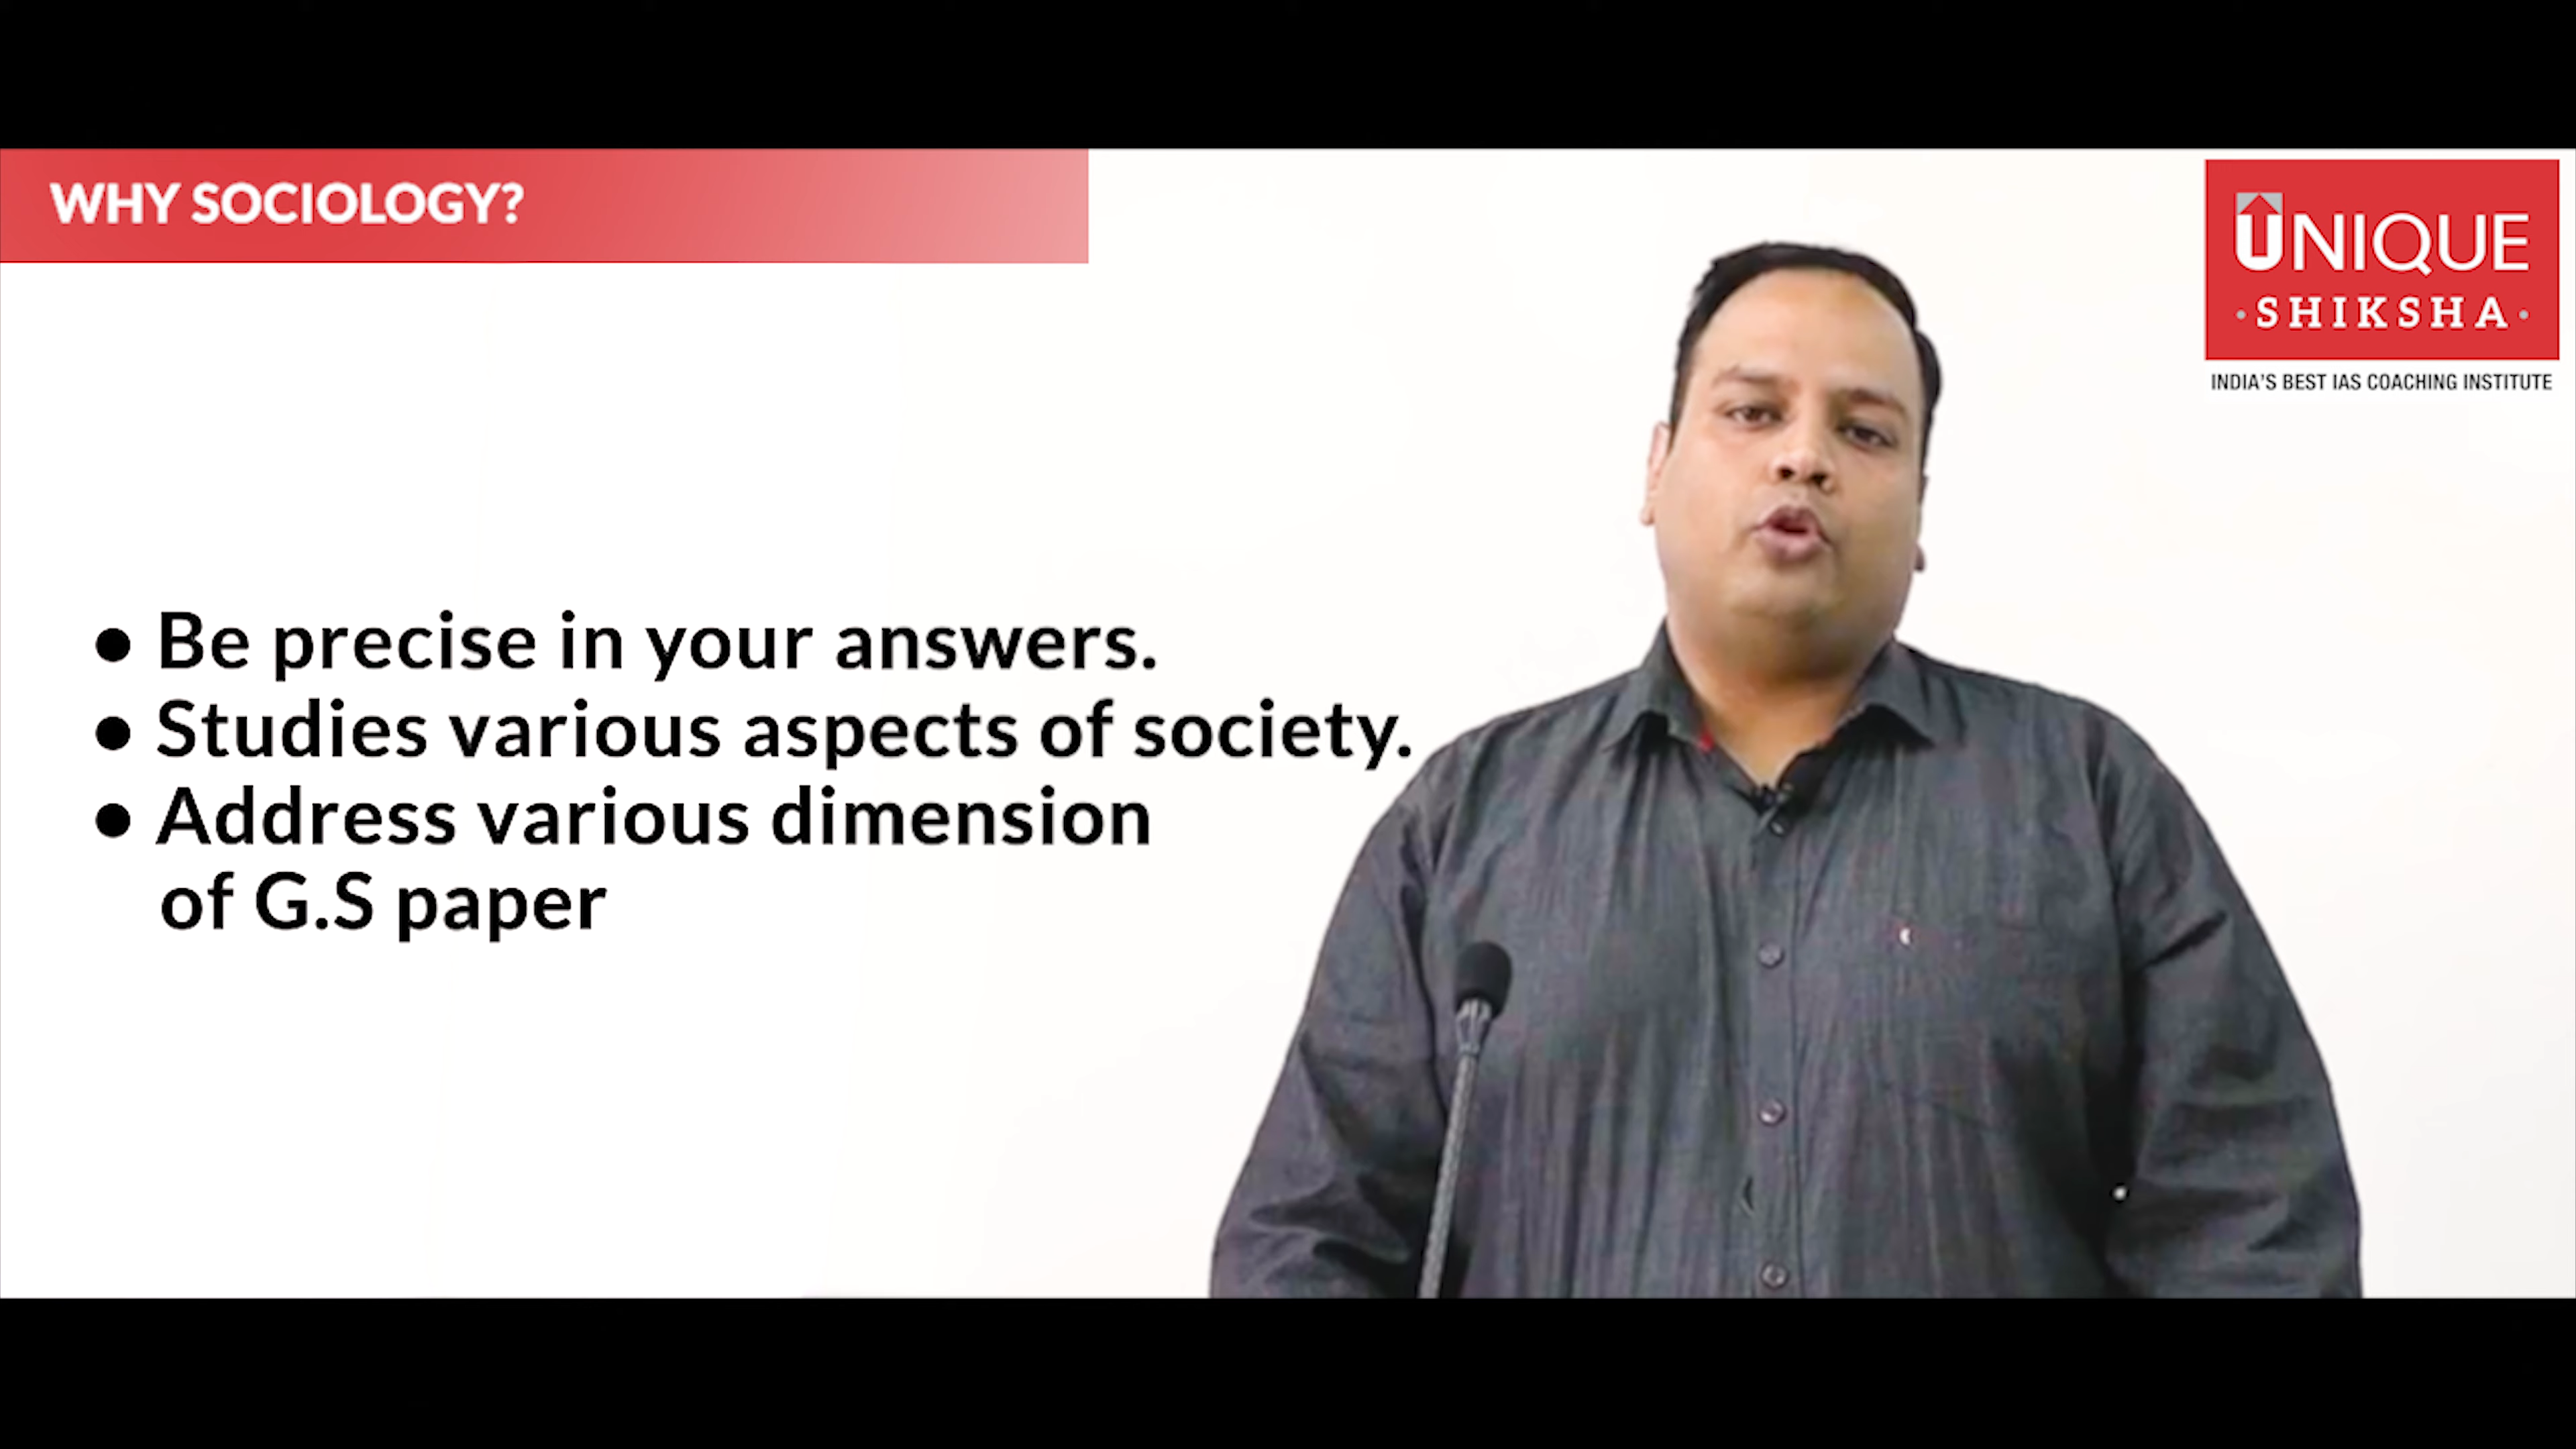 WHY SOCIOLOGY?
UNIQUE
·SHIKSHA·
INDIA'S BEST IAS COACHING INSTITUTE
• Be precise in your answers.
• Studies various aspects of society.
• Address various dimension
of G.S paper